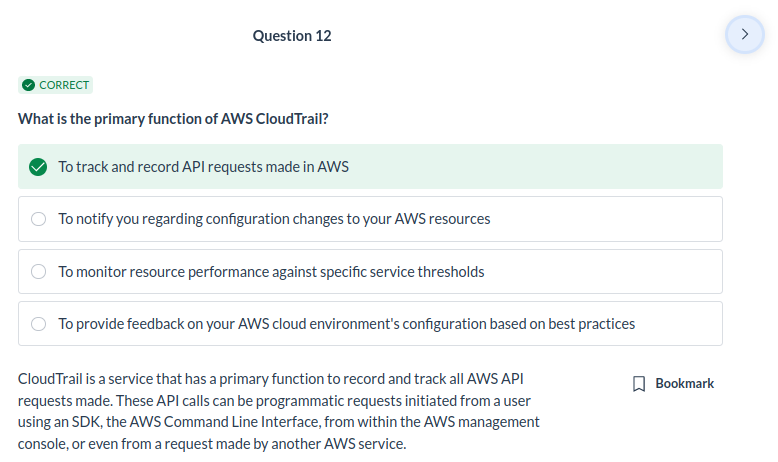 Question 12
CORRECT
What is the primary function of AWS CloudTrail?
To track and record API requests made in AWS
To notify you regarding configuration changes to your AWS resources
To monitor resource performance against specific service thresholds
To provide feedback on your AWS cloud environment's configuration based on best practices
CloudTrail is a service that has a primary function to record and track all AWS API
requests made. These API calls can be programmatic requests initiated from a user
using an SDK, the AWS Command Line Interface, from within the AWS management
console, or even from a request made by another AWS service.
Bookmark